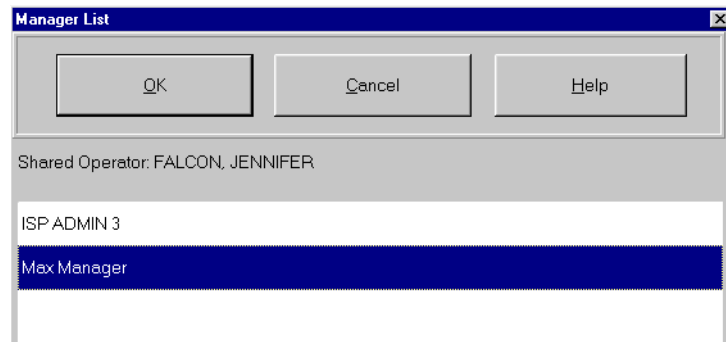 Manager List
OK Cancel Help
Shared Operator: FALCON, JENNIFER
ISP ADMIN 3
Max Manager